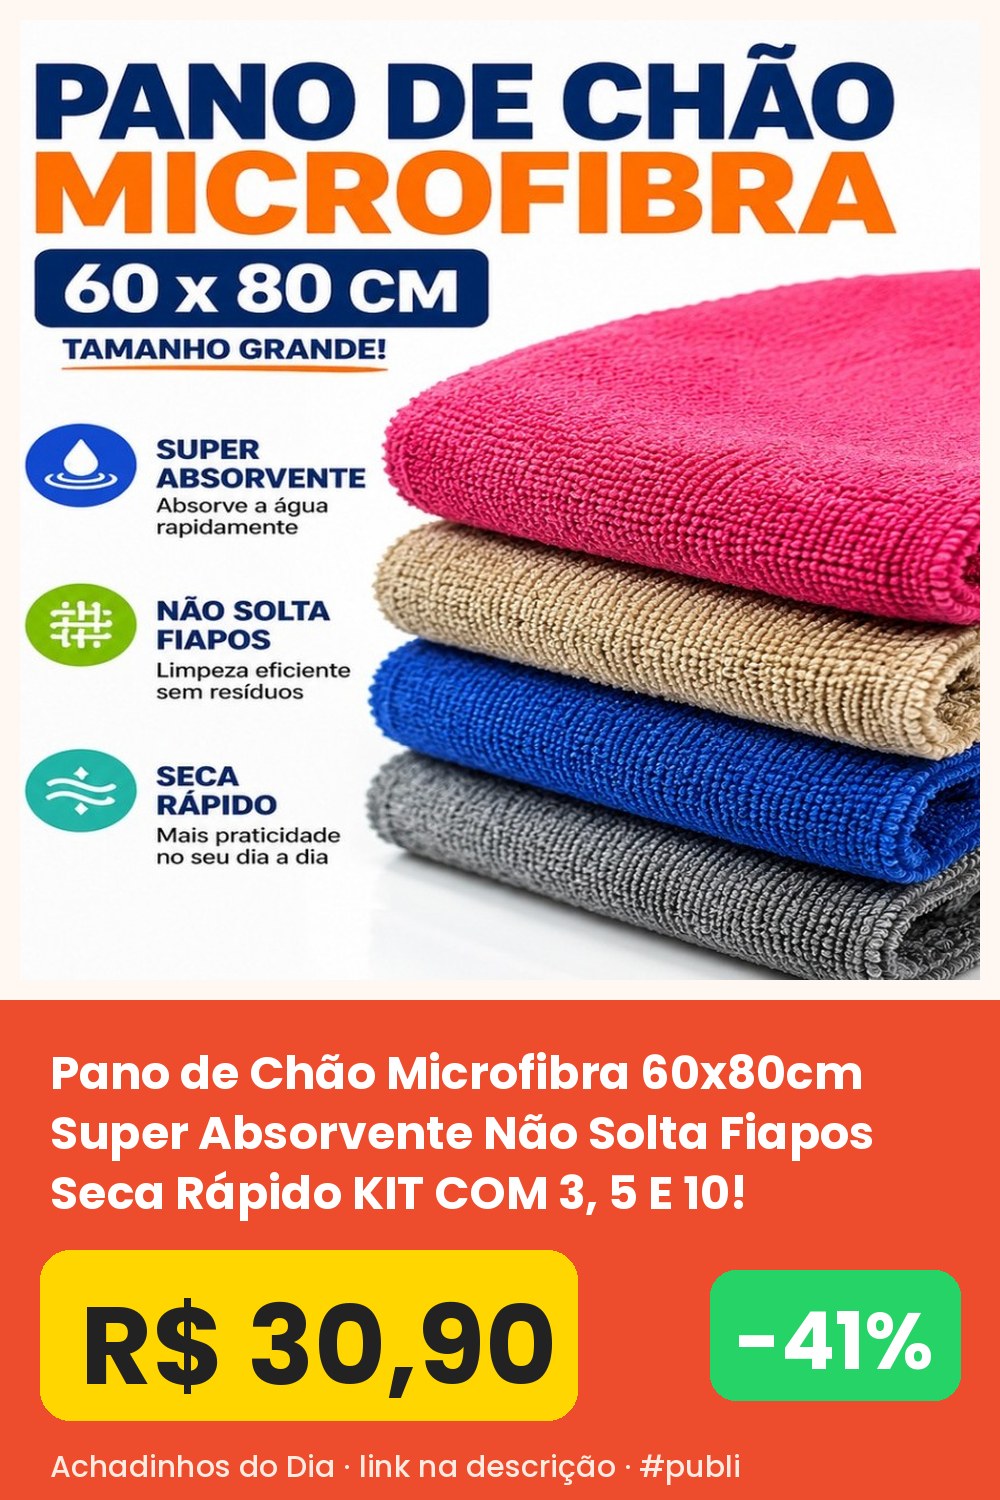 PANO DE CHÃO
MICROFIBRA
60 x 80 CM
TAMANHO GRANDE!
SUPER
ABSORVENTE
Absorve a água
rapidamente
NÃO SOLTA
FIAPOS
Limpeza eficiente
sem resíduos
SECA
RÁPIDO
Mais praticidade
no seu dia a dia
Pano de Chão Microfibra 60x80cm
Super Absorvente Não Solta Fiapos
Seca Rápido KIT COM 3, 5 E 10!
R$ 30,90
-41%
Achadinhos do Dia · link na descrição · #publi